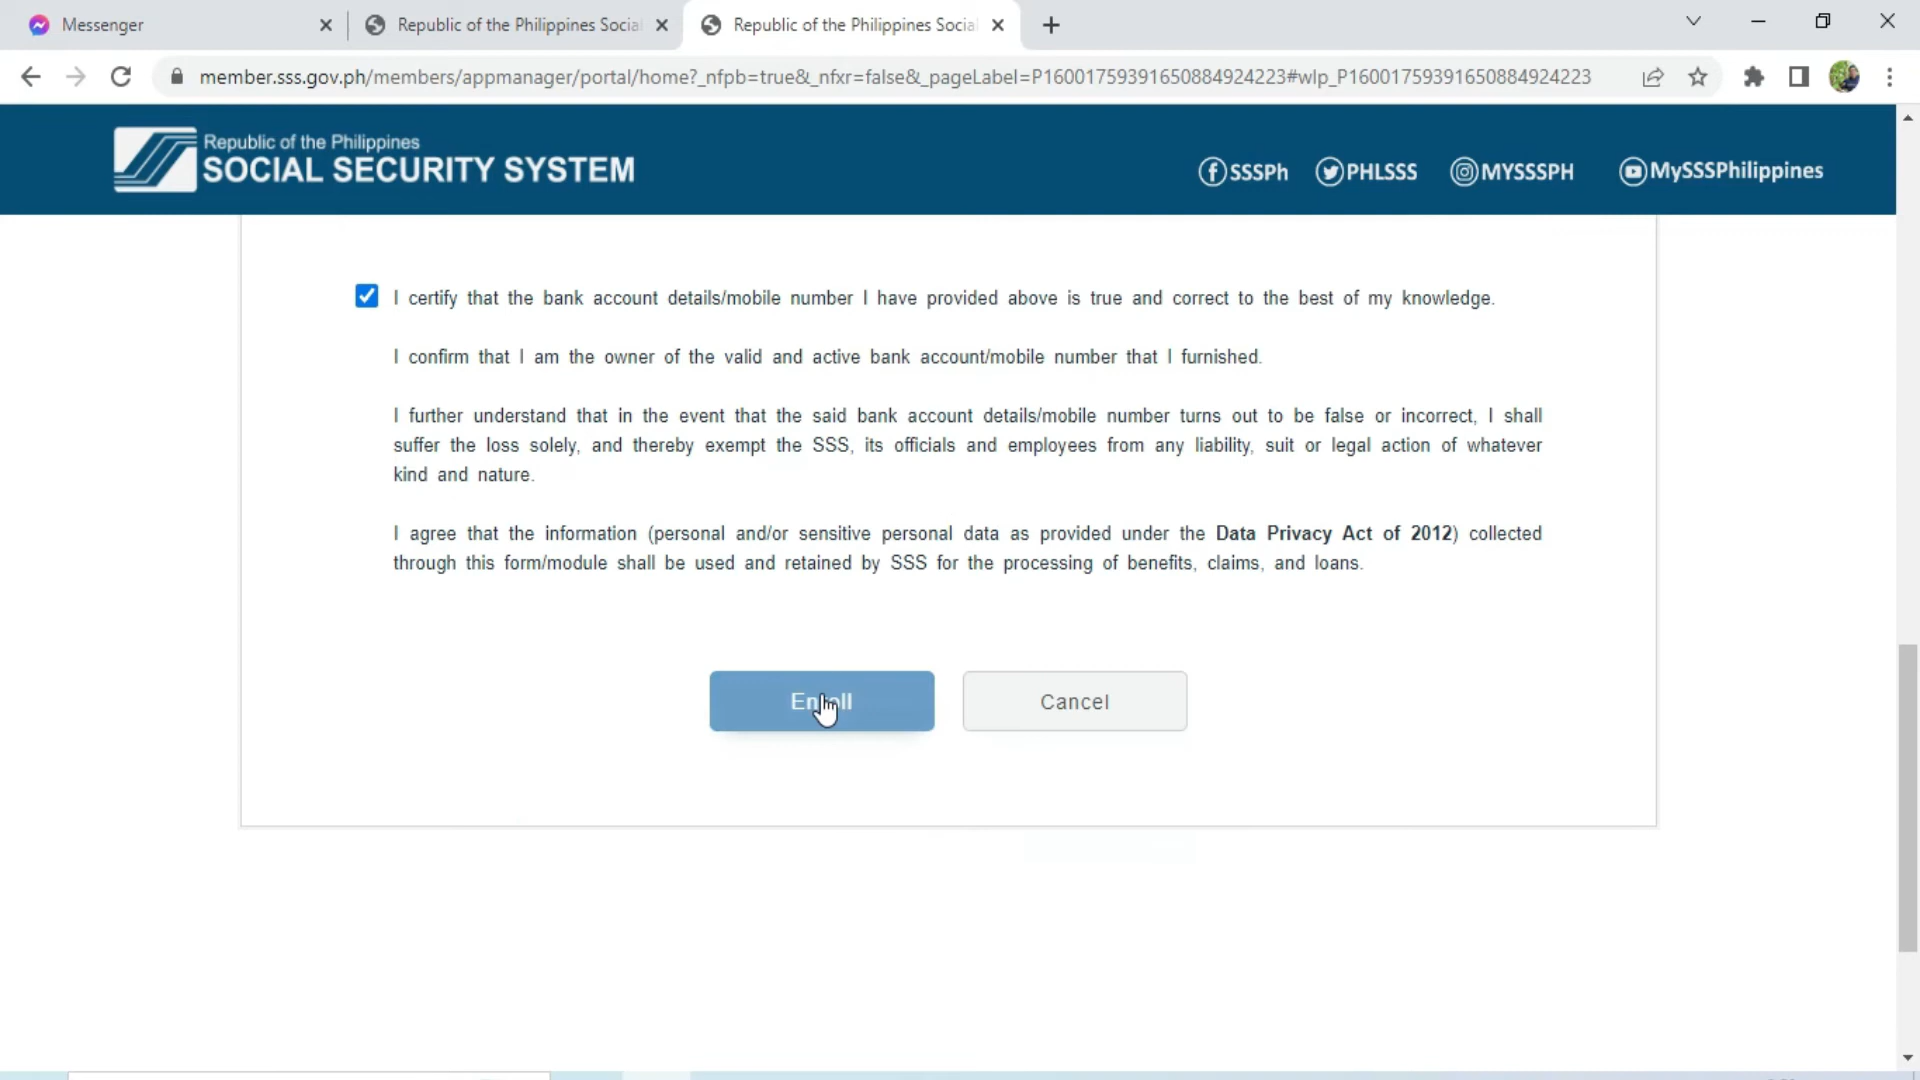 Messenger
Republic of the Philippines Socia
Republic of the Philippines Social
member.sss.gov.ph/members/appmanager/portal/home?_nfpb=true&_nfxr=false&_pageLabel=P16001759391650884924223#wlp_P16001759391650884924223
Republic of the Philippines
SOCIAL SECURITY SYSTEM
SSSPh
PHLSSS
MYSSSPH
MySSSPhilippines
I certify that the bank account details/mobile number I have provided above is true and correct to the best of my knowledge.
I confirm that I am the owner of the valid and active bank account/mobile number that I furnished.
I further understand that in the event that the said bank account details/mobile number turns out to be false or incorrect, I shall
suffer the loss solely, and thereby exempt the SSS, its officials and employees from any liability, suit or legal action of whatever
kind and nature.
I agree that the information (personal and/or sensitive personal data as provided under the Data Privacy Act of 2012) collected
through this form/module shall be used and retained by SSS for the processing of benefits, claims, and loans.
Enroll
Cancel